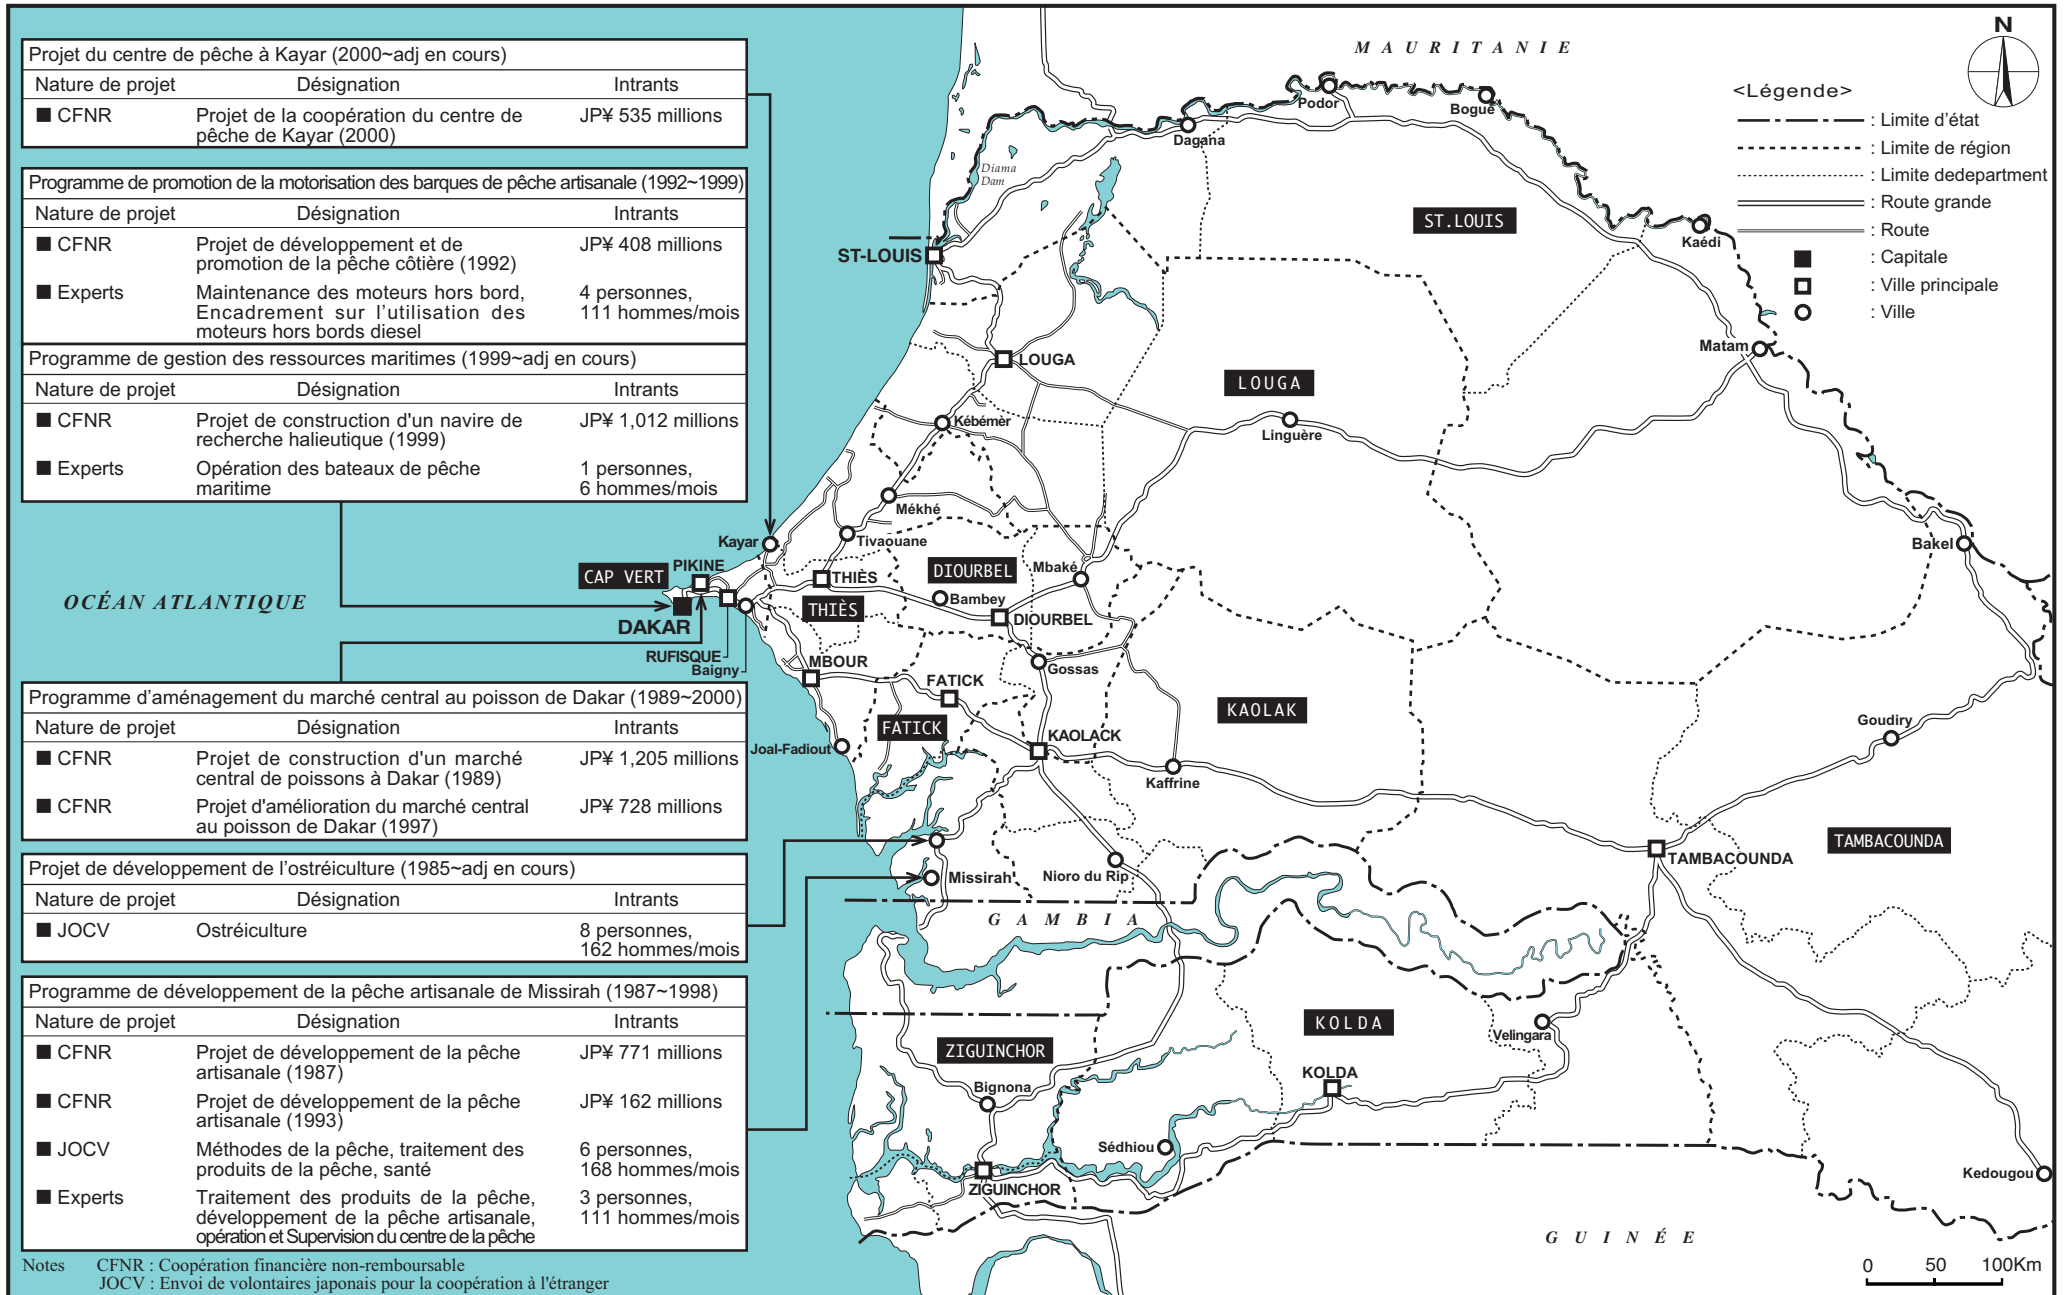 Projet du centre de pêche à Kayar (2000~adj en cours)
Nature de projet Désignation Intrants
■ CFNR Projet de la coopération du centre de JP¥ 535 millions
pêche de Kayar (2000)
Programme de promotion de la motorisation des barques de pêche artisanale (1992~1999)
Nature de projet Désignation Intrants
■ CFNR Projet de développement et de JP¥ 408 millions
promotion de la pêche côtière (1992)
■ Experts Maintenance des moteurs hors bord, 4 personnes,
Encadrement sur l'utilisation des 111 hommes/mois
moteurs hors bords diesel
Programme de gestion des ressources maritimes (1999~adj en cours)
Nature de projet Désignation Intrants
■ CFNR Projet de construction d'un navire de JP¥ 1,012 millions
recherche halieutique (1999)
■ Experts Opération des bateaux de pêche 1 personnes,
maritime 6 hommes/mois
Programme d'aménagement du marché central au poisson de Dakar (1989~2000)
Nature de projet Désignation Intrants
■ CFNR Projet de construction d'un marché JP¥ 1,205 millions
central de poissons à Dakar (1989)
■ CFNR Projet d'amélioration du marché central JP¥ 728 millions
au poisson de Dakar (1997)
Projet de développement de l'ostréiculture (1985~adj en cours)
Nature de projet Désignation Intrants
■ JOCV Ostréiculture 8 personnes,
162 hommes/mois
Programme de développement de la pêche artisanale de Missirah (1987~1998)
Nature de projet Désignation Intrants
■ CFNR Projet de développement de la pêche JP¥ 771 millions
artisanale (1987)
■ CFNR Projet de développement de la pêche JP¥ 162 millions
artisanale (1993)
■ JOCV Méthodes de la pêche, traitement des 6 personnes,
produits de la pêche, santé 168 hommes/mois
■ Experts Traitement des produits de la pêche, 3 personnes,
développement de la pêche artisanale, 111 hommes/mois
opération et Supervision du centre de la pêche
Notes CFNR : Coopération financière non-remboursable
JOCV : Envoi de volontaires japonais pour la coopération à l'étranger
N
<Légende>
: Limite d'état
: Limite de région
: Limite dedepartment
: Route grande
: Route
: Capitale
: Ville principale
: Ville
MAURITANIE
Podor
Bogué
Dagana
Diama
Dam
ST.LOUIS
Kaédi
ST-LOUIS
Matam
LOUGA
LOUGA
Kébémèr
Linguère
Mékhé
Tivaouane
Kayar
Bakel
PIKINE
CAP VERT
THIÈS
DIOURBEL
Mbaké
OCÉAN ATLANTIQUE
Bambey
THIÈS
DAKAR
DIOURBEL
RUFISQUE
Baigny
MBOUR
Gossas
FATICK
KAOLAK
FATICK
Goudiry
KAOLACK
Joal-Fadiout
Kaffrine
TAMBACOUNDA
TAMBACOUNDA
Missirah
Nioro du Rip
GAMBIA
KOLDA
Velingara
ZIGUINCHOR
KOLDA
Bignona
Sédhiou
Kedougou
ZIGUINCHOR
GUINÉE
0 50 100Km